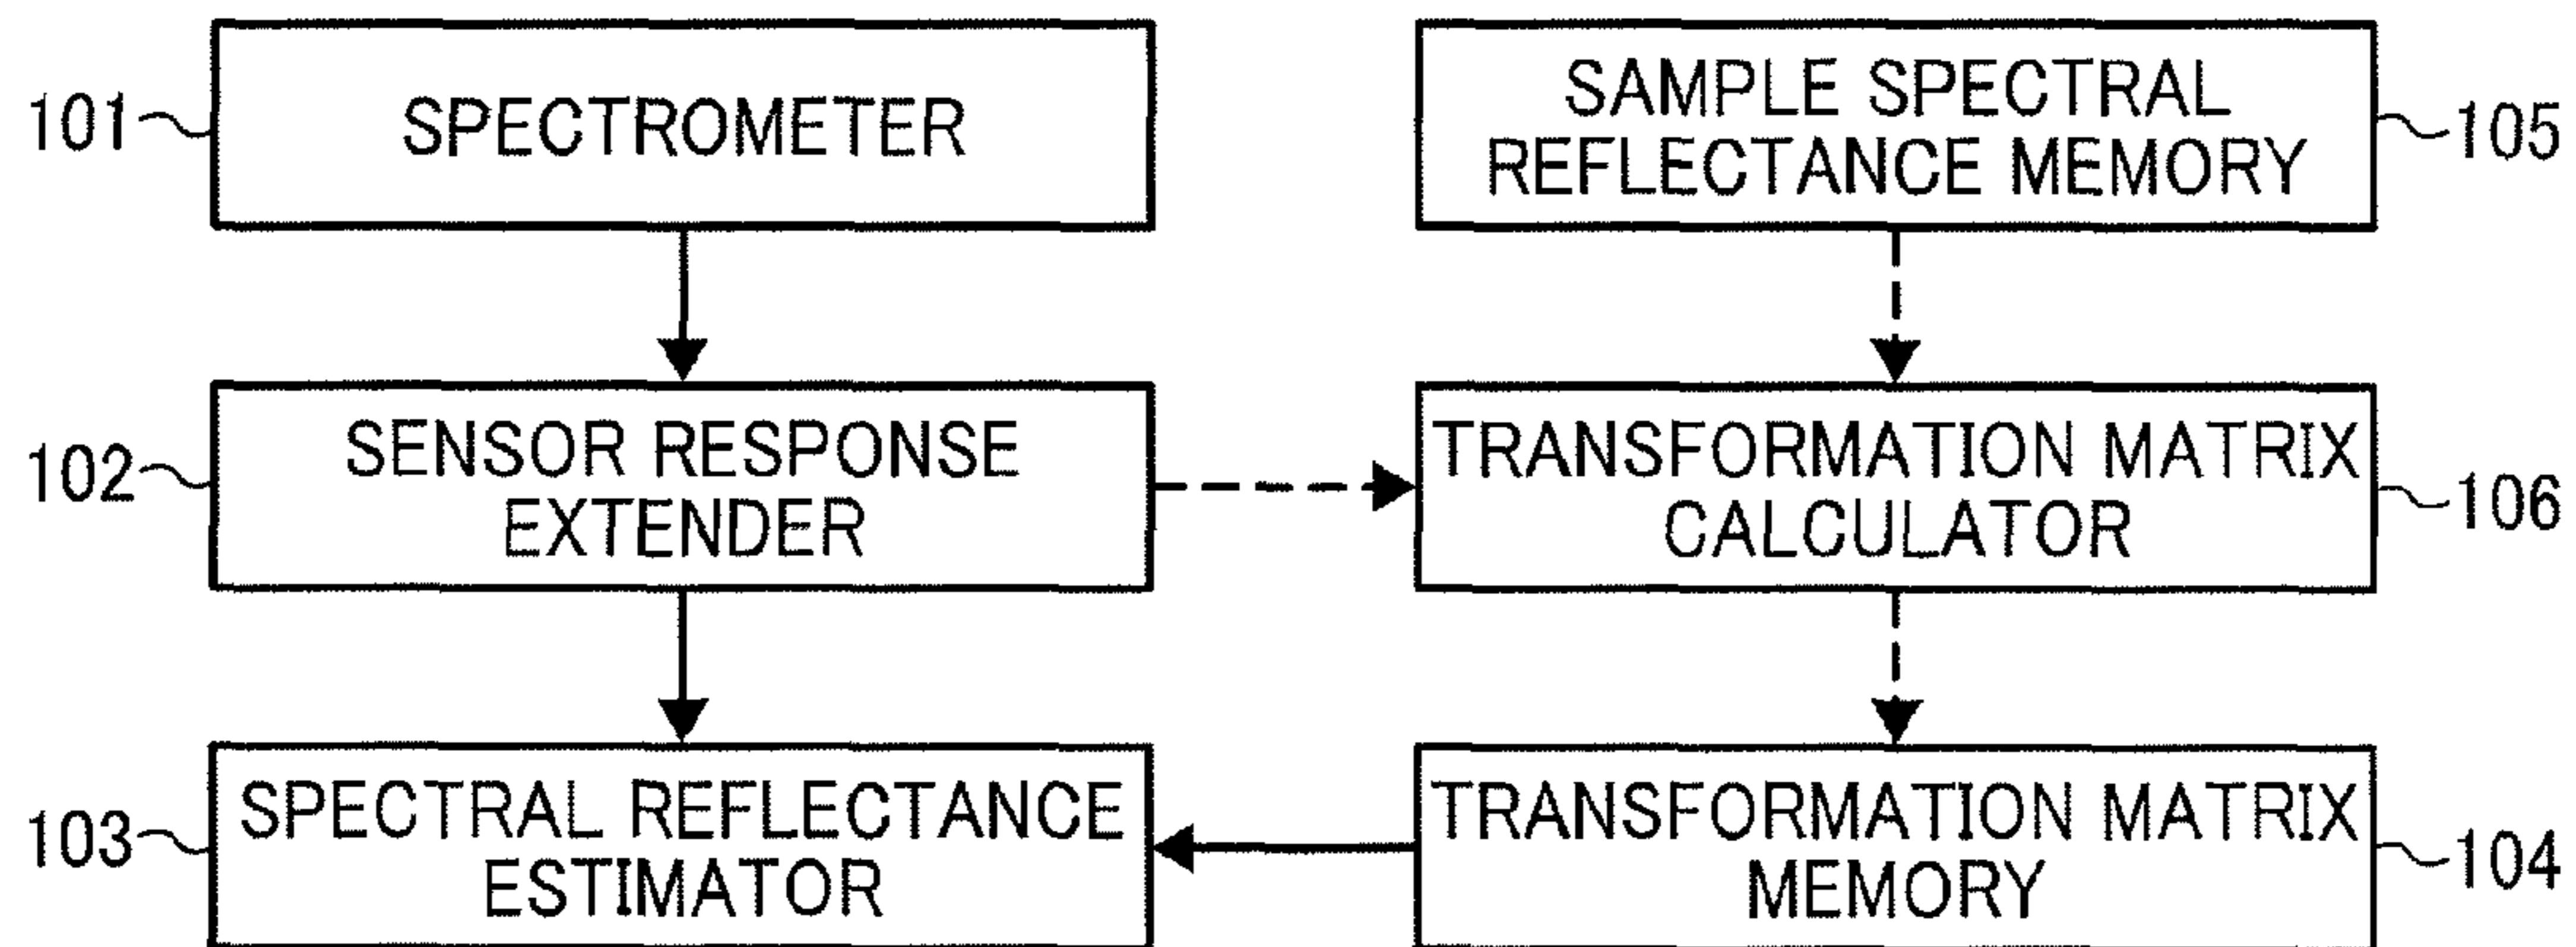 101
SPECTROMETER
SAMPLE SPECTRAL
REFLECTANCE MEMORY
105
102
SENSOR RESPONSE
EXTENDER
TRANSFORMATION MATRIX
CALCULATOR
106
103
SPECTRAL REFLECTANCE
ESTIMATOR
TRANSFORMATION MATRIX
MEMORY
104